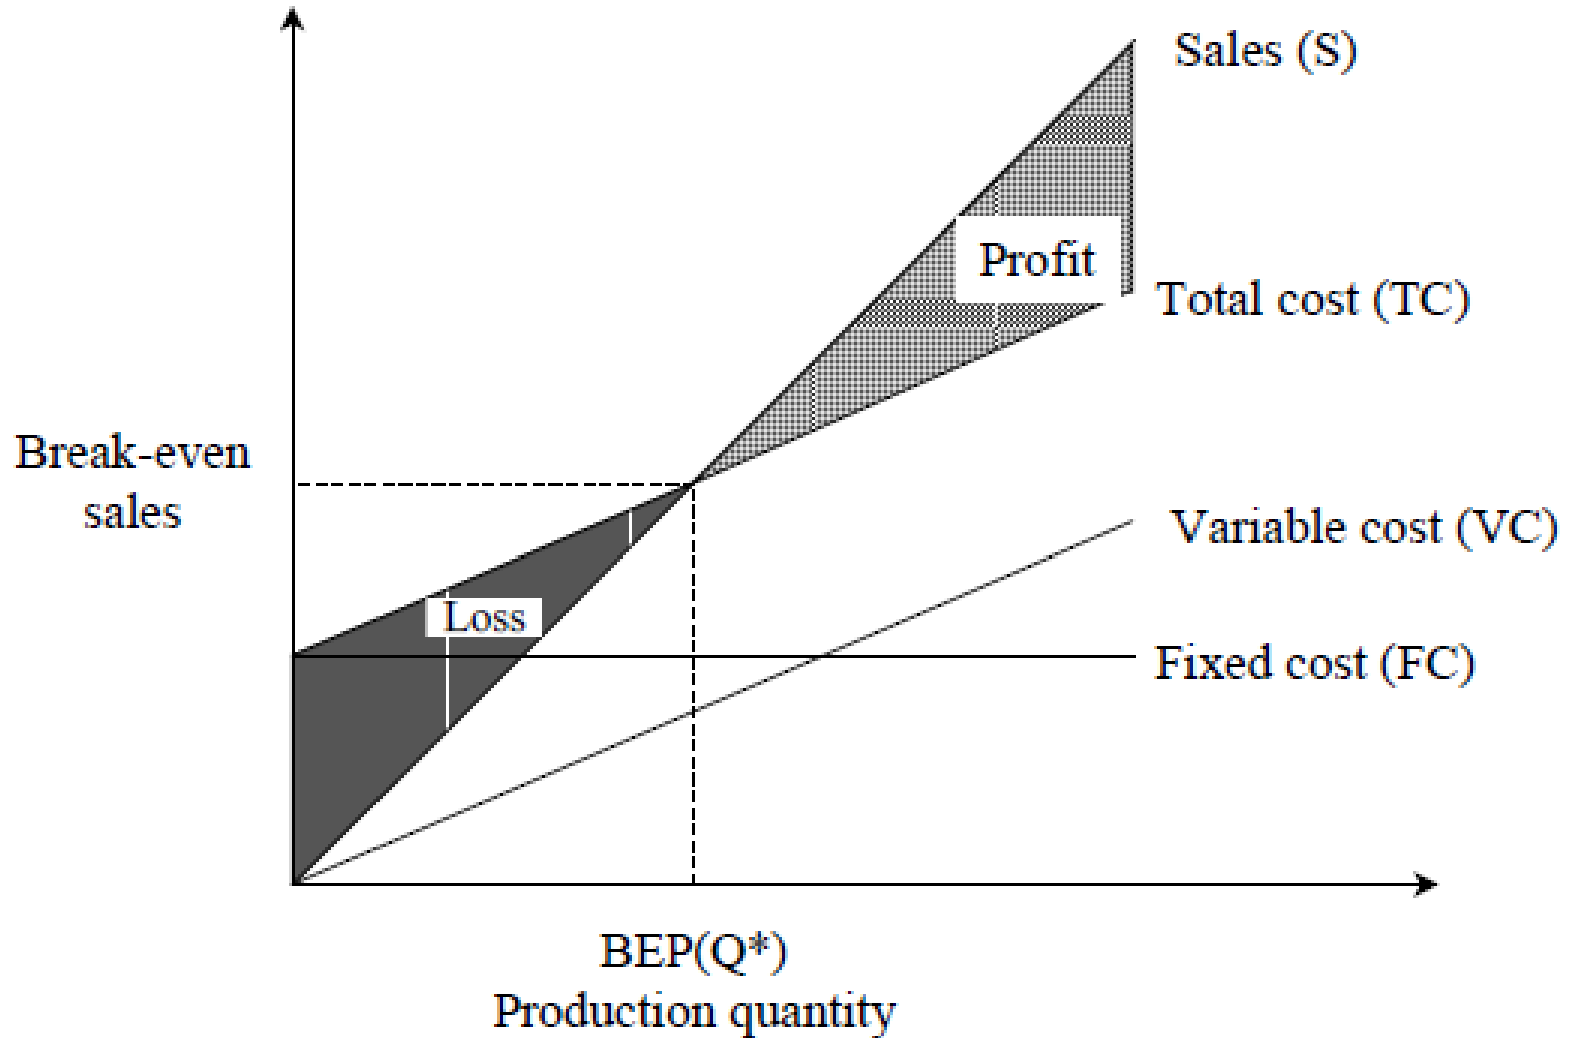 Sales (S)
Profit
Total cost (TC)
Break-even
sales
Variable cost (VC)
Loss
Fixed cost (FC)
BEP(Q*)
Production quantity